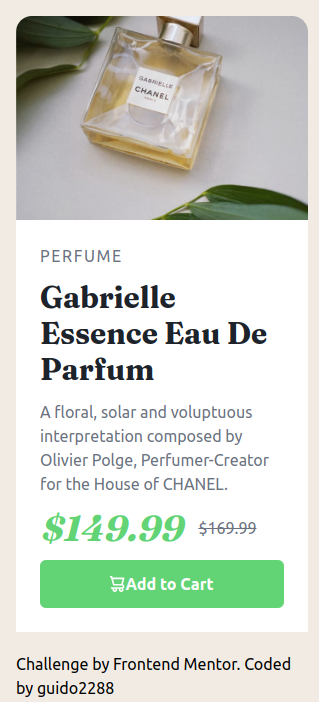 GABRIELLE
CHANEL
PARIS
PERFUME
Gabrielle
Essence Eau De
Parfum
A floral, solar and voluptuous
interpretation composed by
Olivier Polge, Perfumer-Creator
for the House of CHANEL.
$149.99 $169.99
Add to Cart
Challenge by Frontend Mentor. Coded
by guido2288